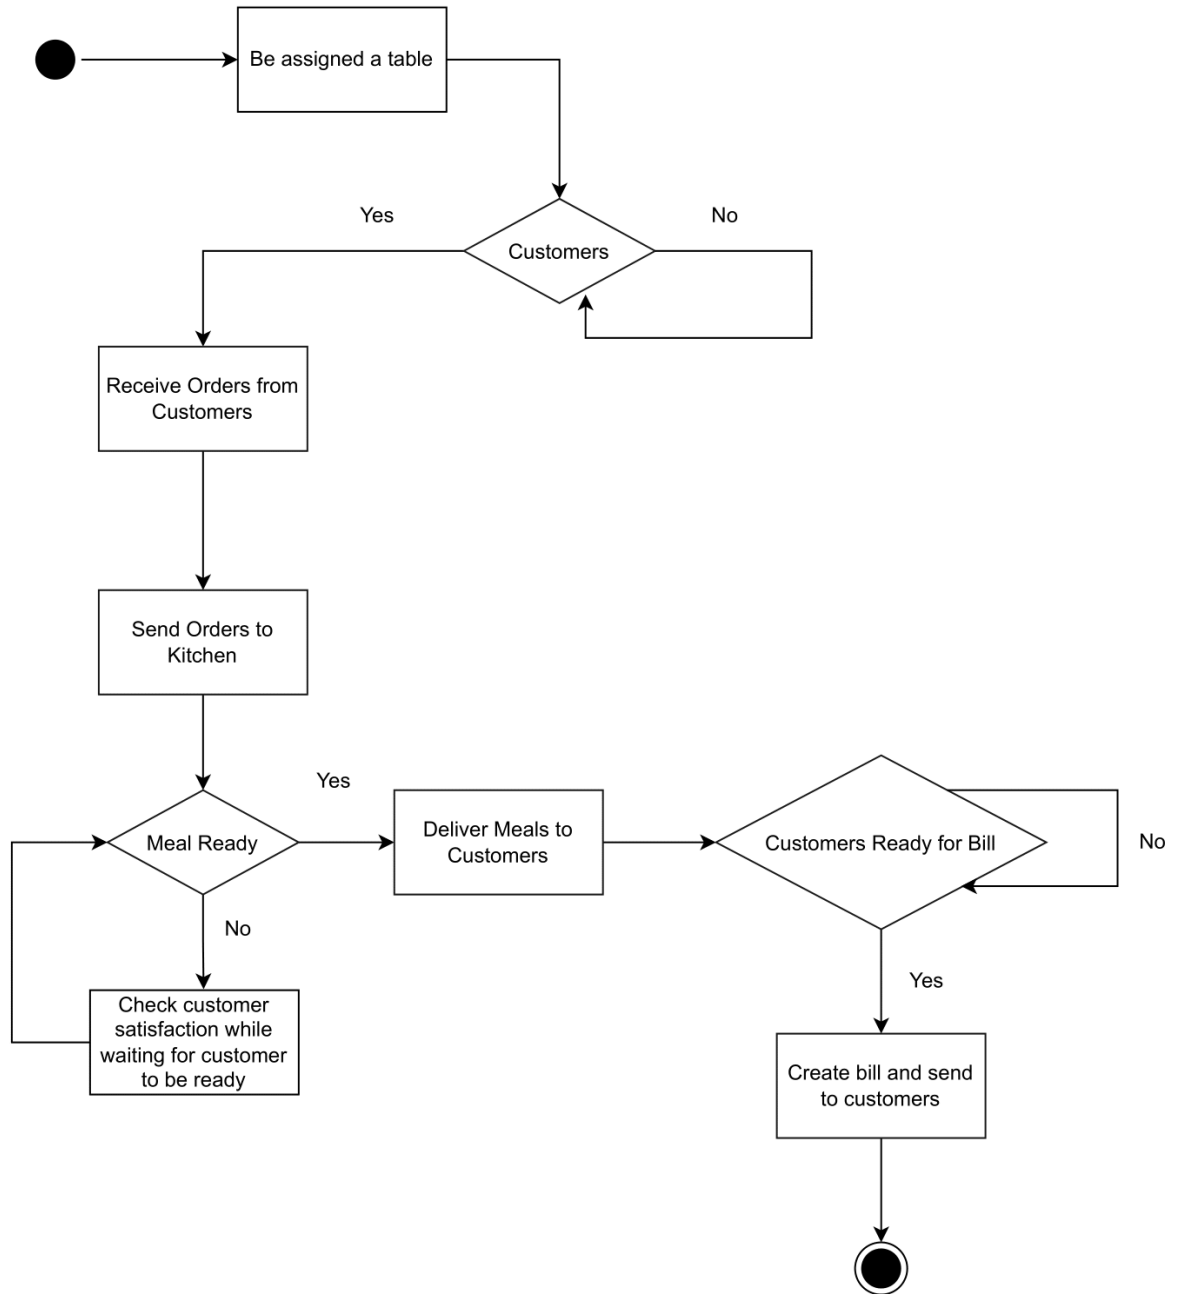 Be assigned a table
Yes
No
Customers
Receive Orders from
Customers
Send Orders to
Kitchen
Yes
Meal Ready
Deliver Meals to
Customers
Customers Ready for Bill
No
No
Yes
Check customer
satisfaction while
waiting for customer
to be ready
Create bill and send
to customers